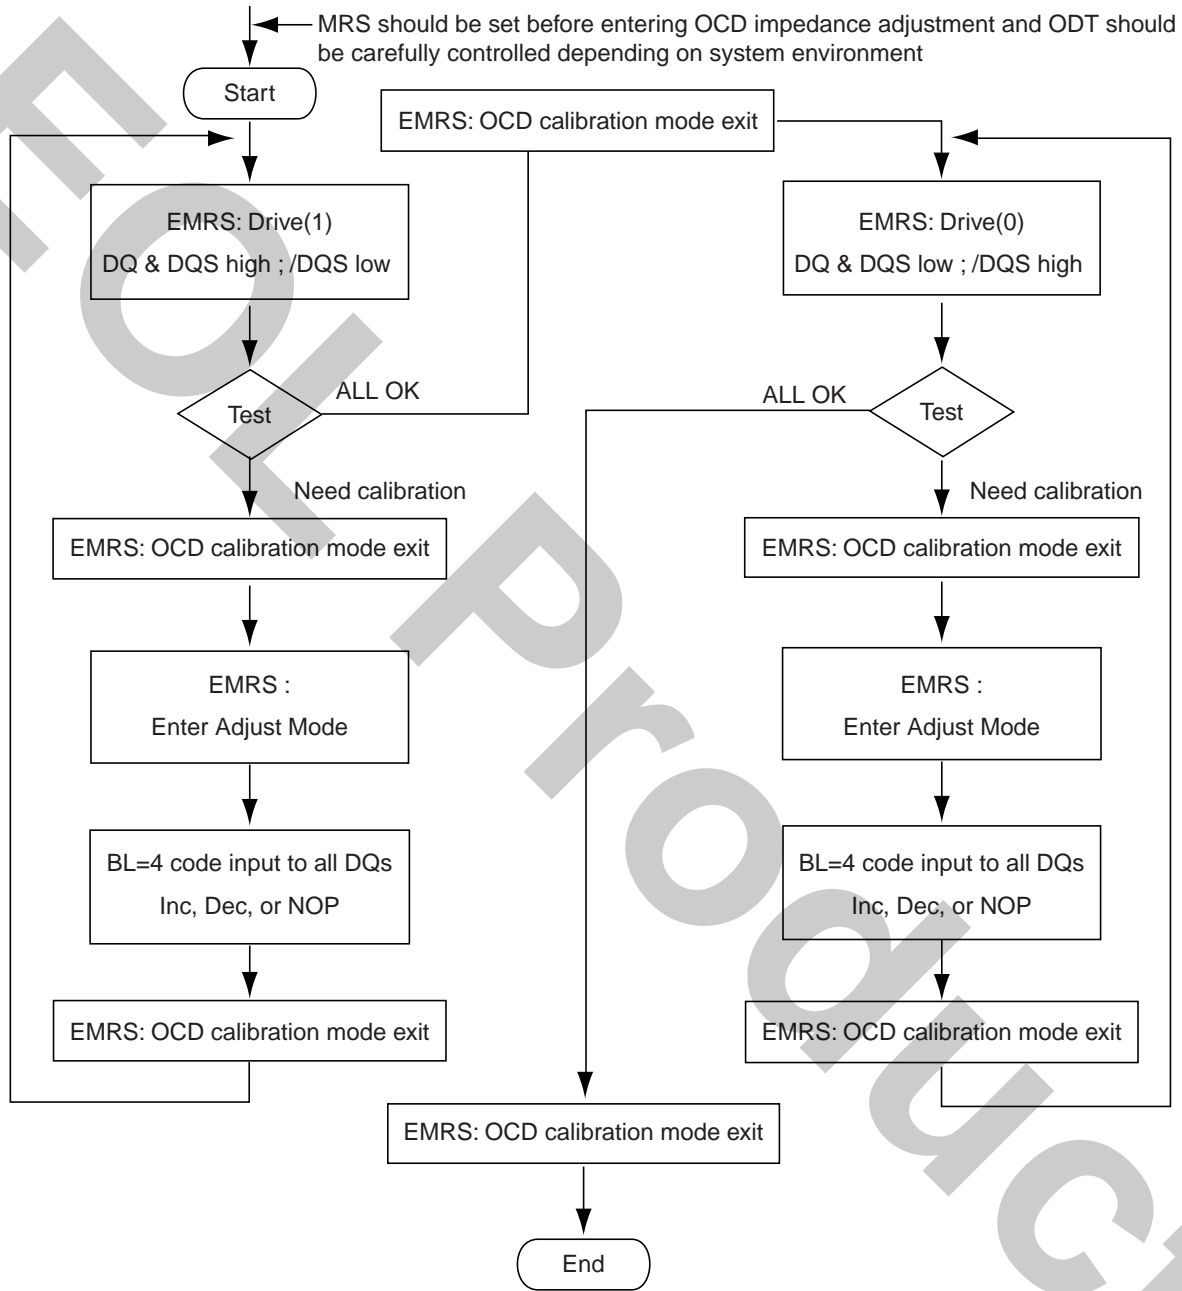 MRS should be set before entering OCD impedance adjustment and ODT should
be carefully controlled depending on system environment
Start
EMRS: OCD calibration mode exit
EMRS: Drive(1)
DQ & DQS high ; /DQS low
EMRS: Drive(0)
DQ & DQS low ; /DQS high
ALL OK
Test
ALL OK
Test
Need calibration
Need calibration
EMRS: OCD calibration mode exit
EMRS: OCD calibration mode exit
EMRS :
Enter Adjust Mode
EMRS :
Enter Adjust Mode
BL=4 code input to all DQs
Inc, Dec, or NOP
BL=4 code input to all DQs
Inc, Dec, or NOP
EMRS: OCD calibration mode exit
EMRS: OCD calibration mode exit
EMRS: OCD calibration mode exit
End
EOL Product